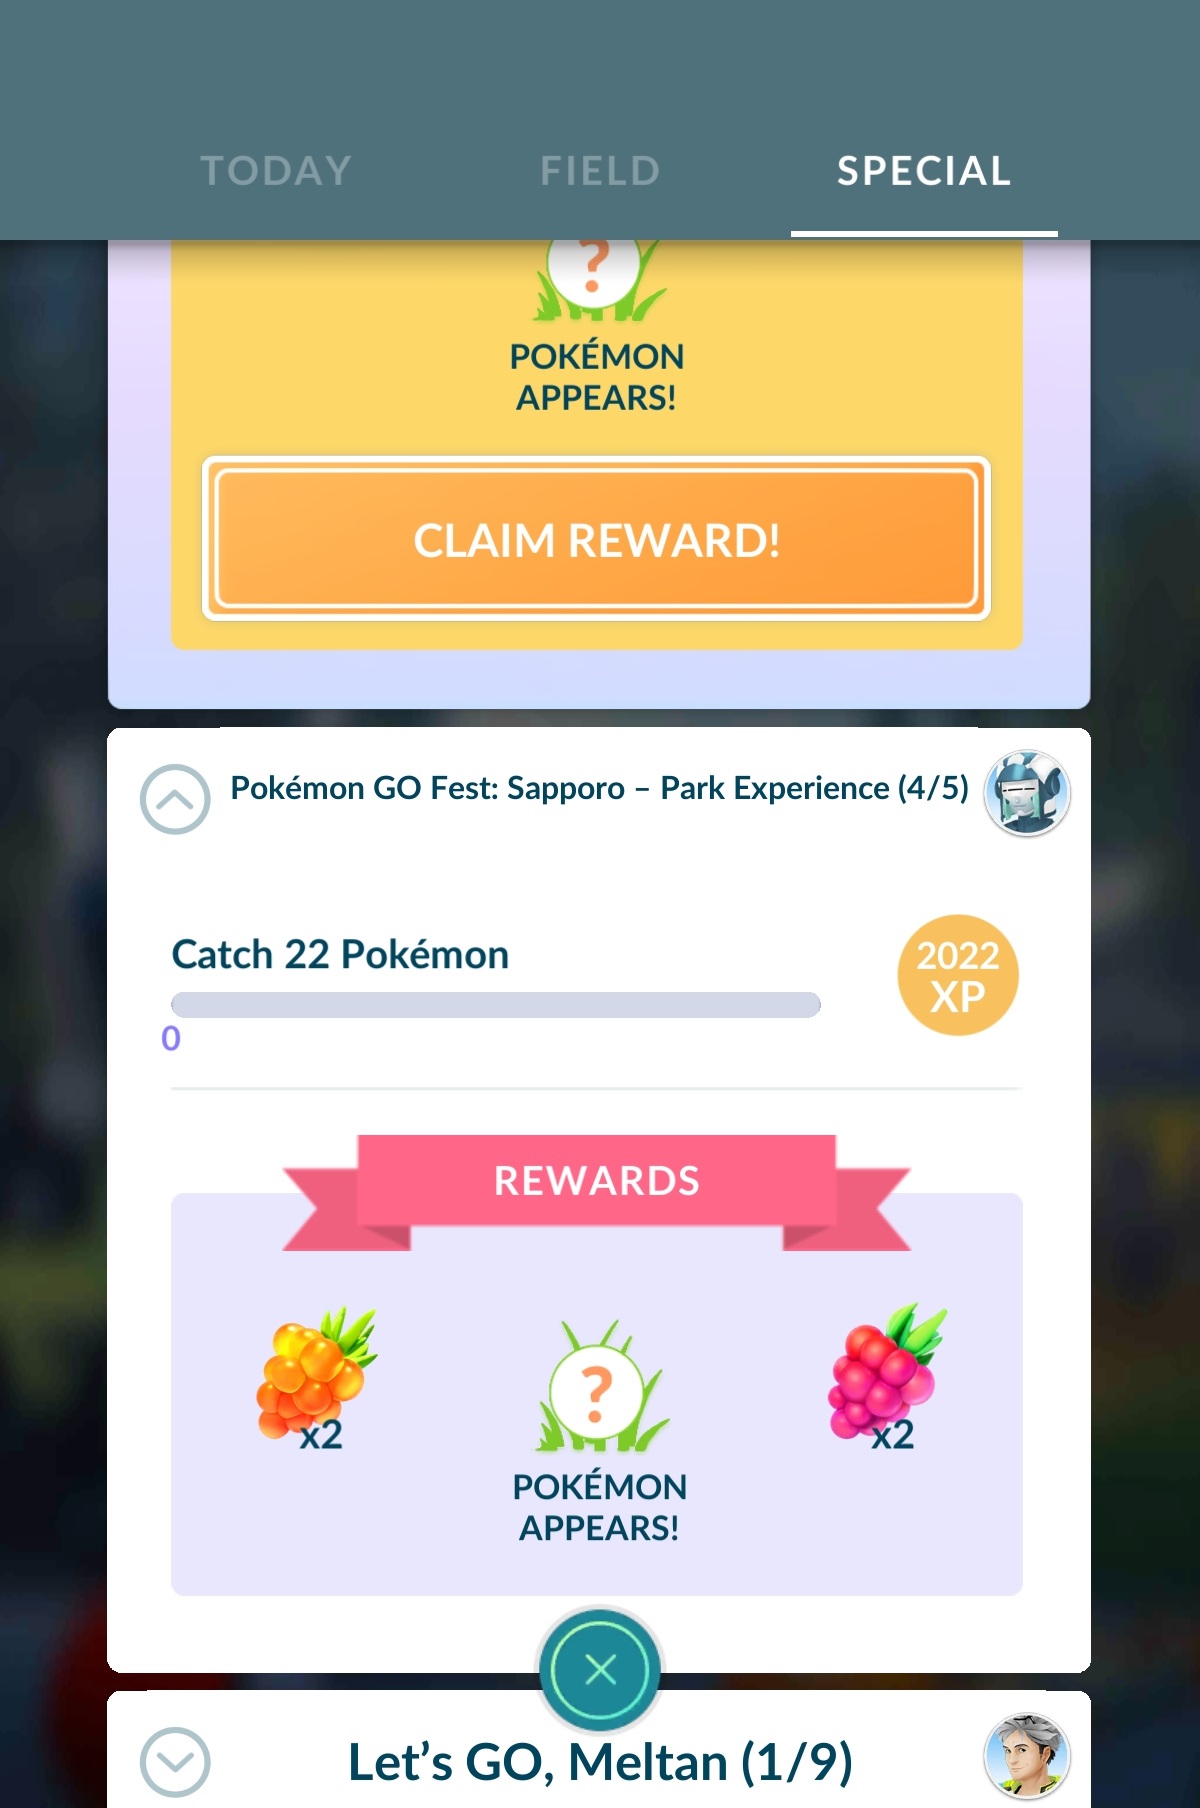 TODAY FIELD SPECIAL
?
POKÉMON
APPEARS!
CLAIM REWARD!
Pokémon GO Fest: Sapporo – Park Experience (4/5)
Catch 22 Pokémon
2022
XP
0
REWARDS
x2
?
x2
POKÉMON
APPEARS!
Let’s GO, Meltan (1/9)